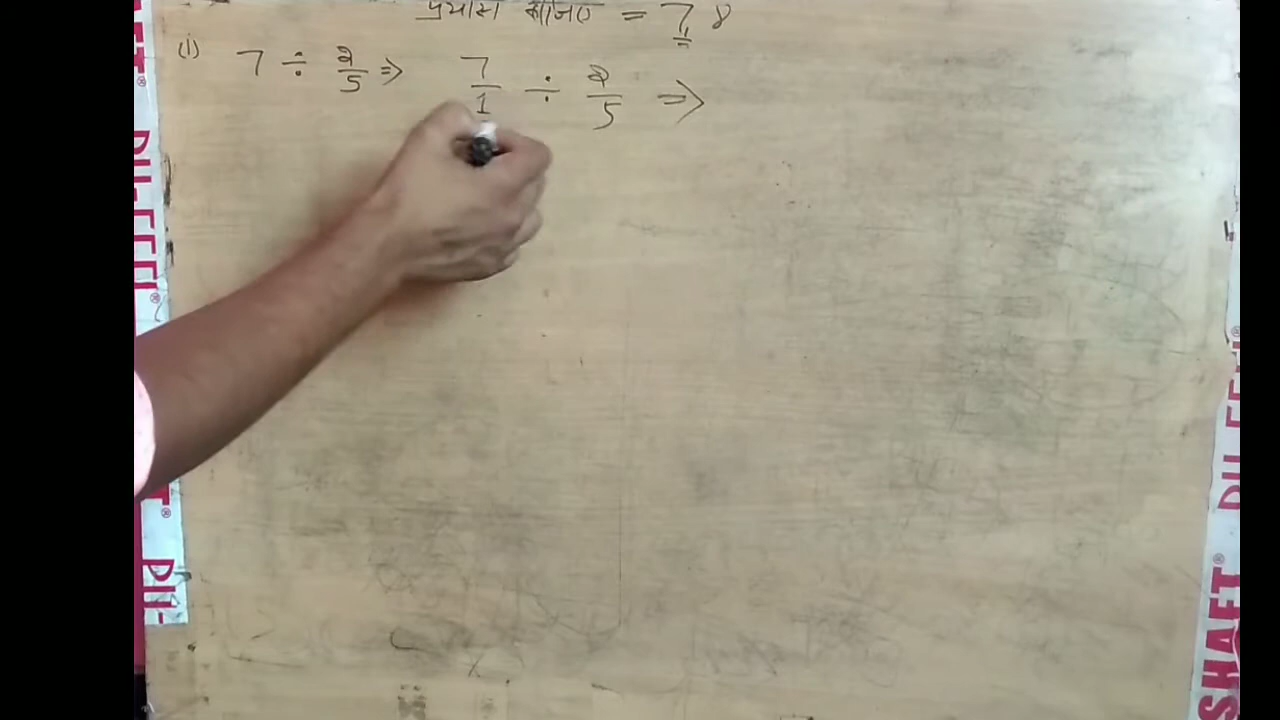 प्रयास कीजिए = 7.8
(i) 7 ÷ 2/5 ⇒ 7/1 ÷ 2/5 ⇒
SHAFT®